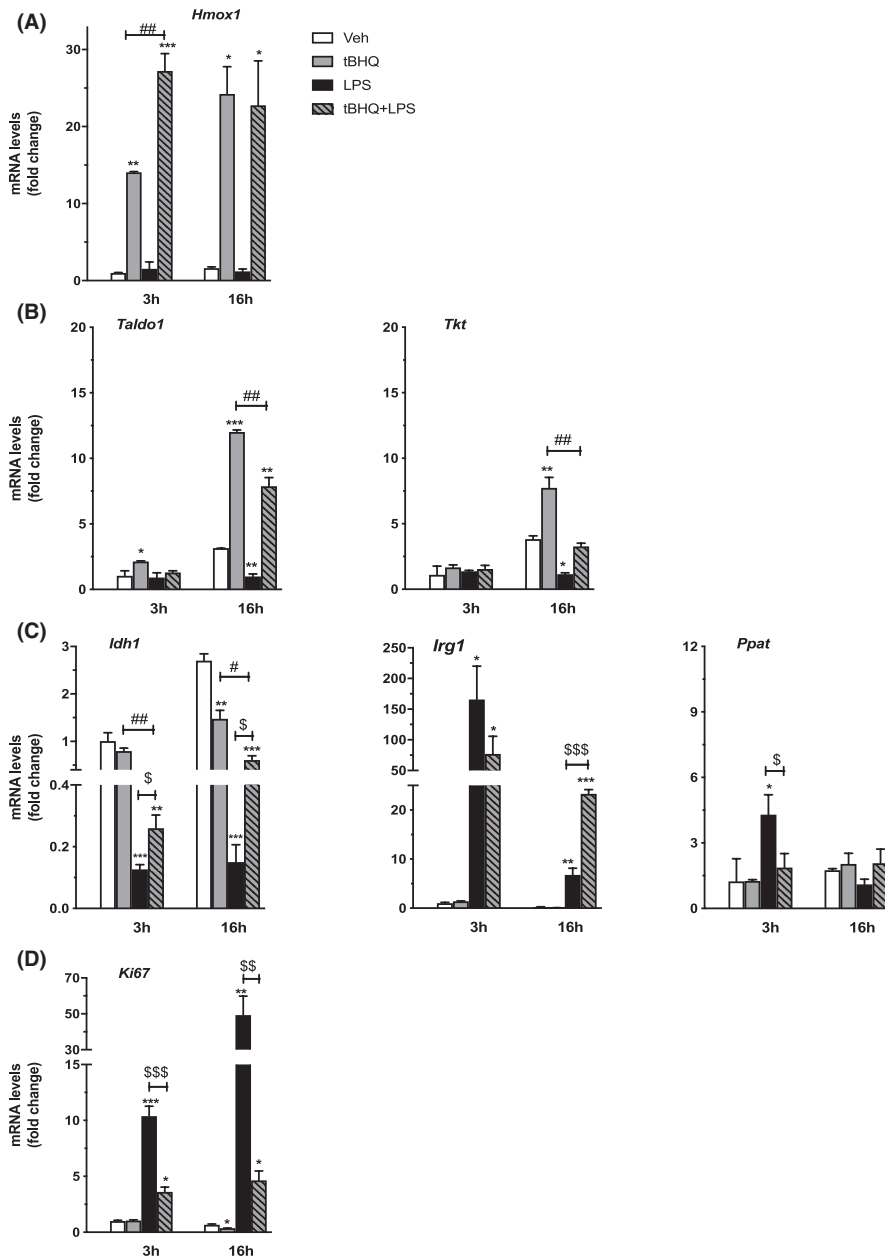 (A)
Hmox1
## ***
** * *
mRNA levels
(fold change)
30
20
10
0
3h 16h
Veh
tBHQ
LPS
tBHQ+LPS
(B)
Taldo1
mRNA levels
(fold change)
20
15
10
5
0
*
##
***
**
**
3h 16h
Tkt
20
15
10
5
0
##
**
*
3h 16h
(C)
Idh1
mRNA levels
(fold change)
3
2
1
0.4
0.2
0.0
##
$
**
***
#
**
$
***
***
3h 16h
Irg1
250
200
150
100
50
20
10
0
*
*
$$$
***
**
3h 16h
Ppat
12
9
6
3
0
$
*
3h 16h
(D)
Ki67
mRNA levels
(fold change)
70
50
30
15
10
5
0
$$$
***
*
$$
**
*
*
3h 16h